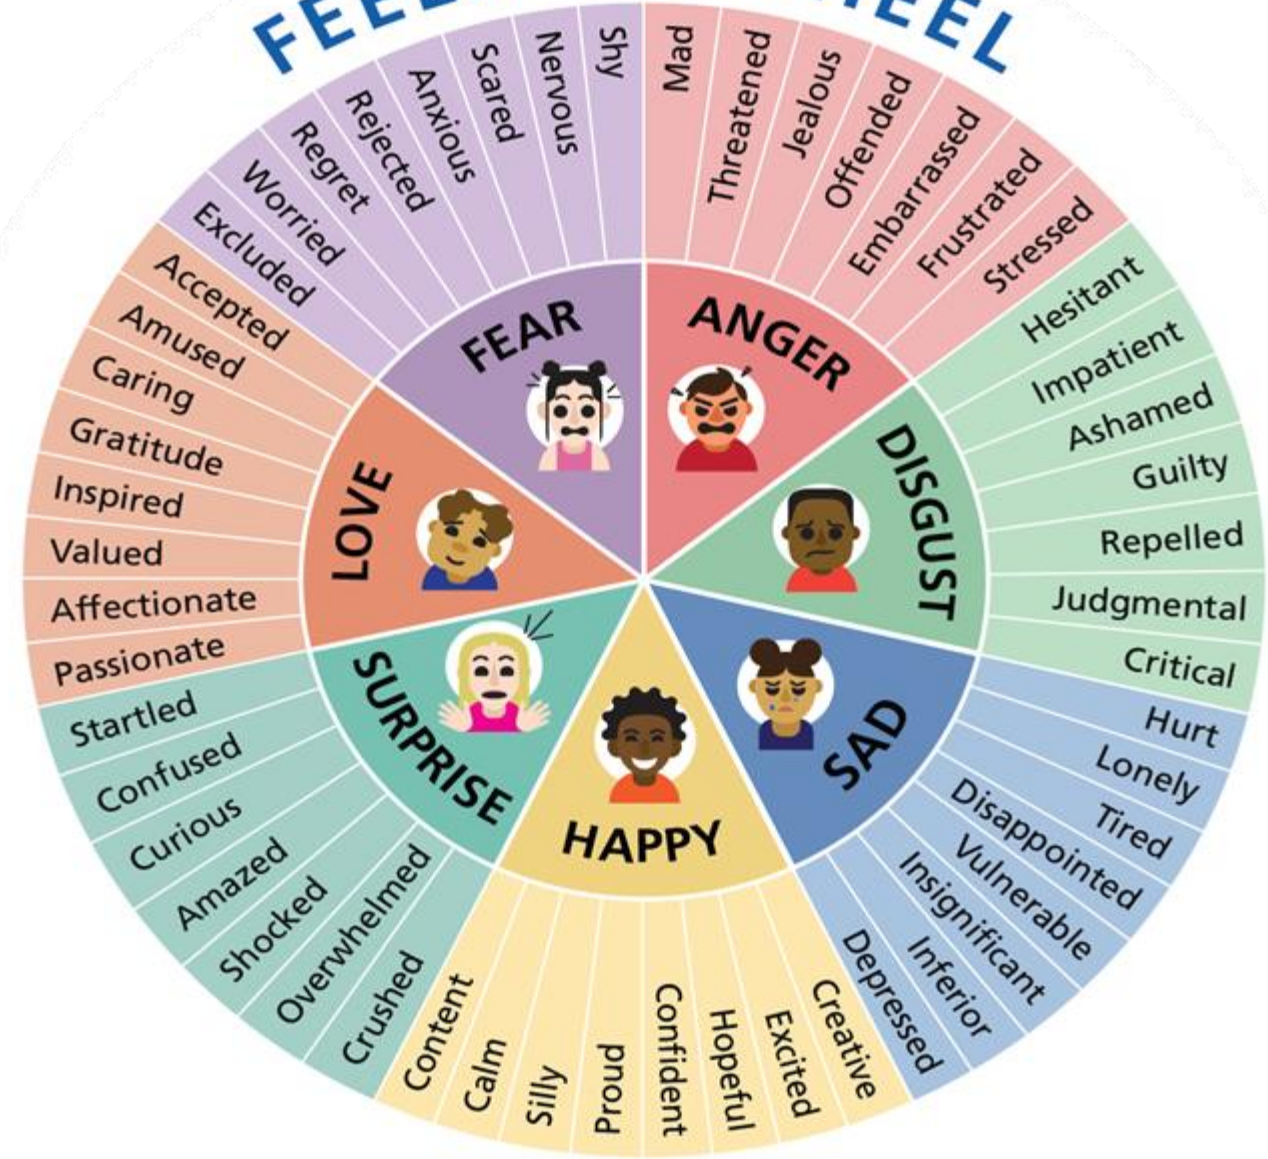 FEEL
EEL
FEAR
Excluded
Worried
Regret
Rejected
Anxious
Scared
Nervous
Shy
ANGER
Mad
Threatened
Jealous
Offended
Embarrassed
Frustrated
Stressed
DISGUST
Hesitant
Impatient
Ashamed
Guilty
Repelled
Judgmental
Critical
SAD
Hurt
Lonely
Tired
Disappointed
Vulnerable
Insignificant
Inferior
Depressed
HAPPY
Creative
Excited
Hopeful
Confident
Proud
Silly
Calm
Content
SURPRISE
Crushed
Overwhelmed
Shocked
Amazed
Curious
Confused
Startled
LOVE
Passionate
Affectionate
Valued
Inspired
Gratitude
Caring
Amused
Accepted